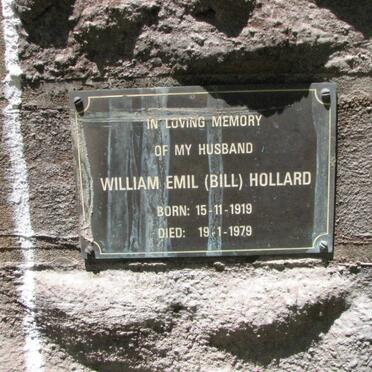 IN LOVING MEMORY
OF MY HUSBAND
WILLIAM EMIL (BILL) HOLLARD
BORN: 15-11-1919
DIED: 19-1-1979